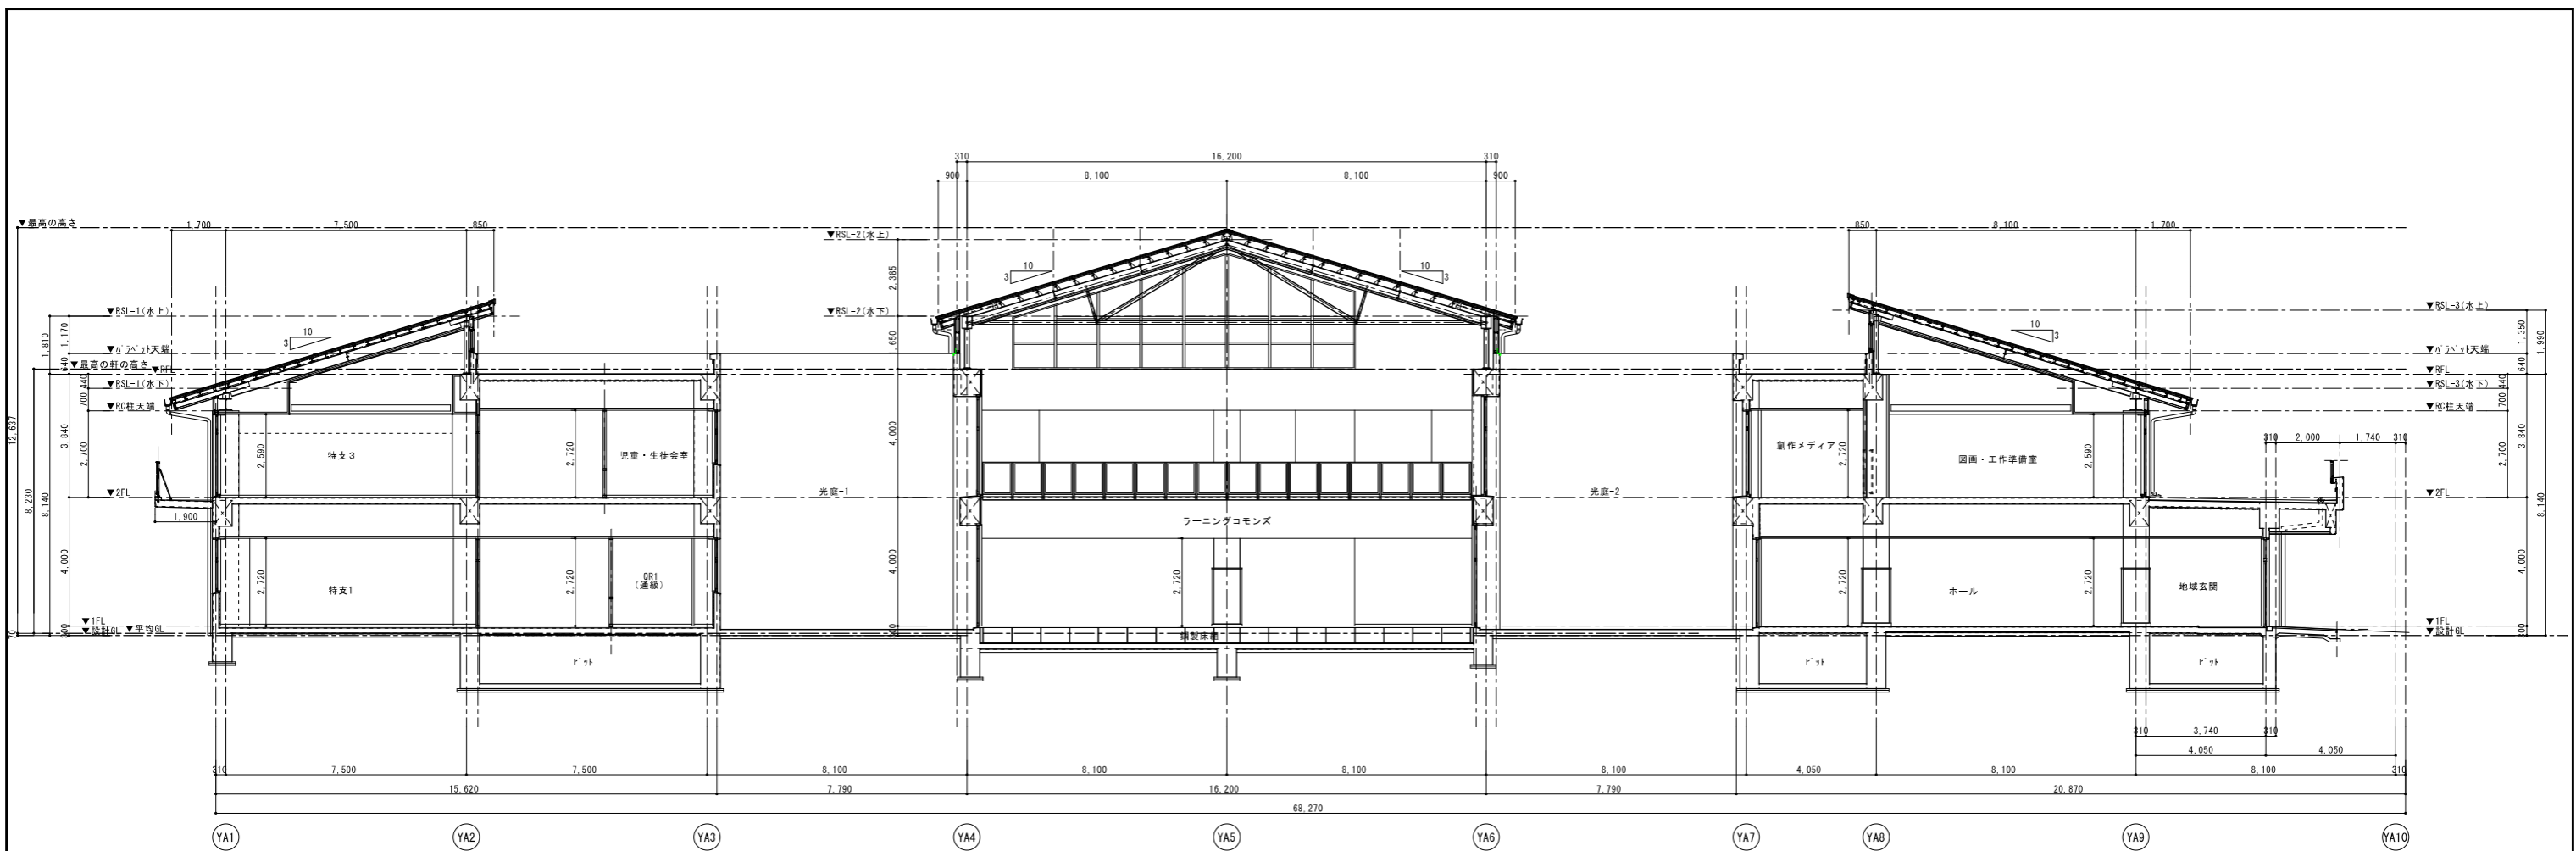 310
16,200
310
900
8,100
8,100
900
▼最高の高さ
1,700
7,500
850
▼RSL-2(水上)
850
8,100
1,700
10
3
10
3
2,385
▼RSL-1(水上)
▼RSL-2(水下)
▼RSL-3(水上)
10
3
10
3
1,810
1,170
1,650
1,350
1,990
▼パラペット天端
▼パラペット天端
640
▼最高の軒の高さ
▼RFL
640
▼RFL
440
▼RSL-1(水下)
▼RSL-3(水下)
440
700
▼RC柱天端
▼RC柱天端
700
12,637
3,840
2,700
2,590
特支3
2,720
児童・生徒会室
4,000
創作メディア
2,720
図画・工作準備室
2,590
310
2,000
1,740
310
2,700
3,840
▼2FL
光庭-1
光庭-2
▼2FL
8,230
8,140
1,900
ラーニングコモンズ
8,140
4,000
2,720
特支1
2,720
QR1
(通級)
4,000
2,720
2,720
ホール
2,720
地域玄関
4,000
▼1FL
▼設計GL
▼平均GL
70
▼1FL
▼設計GL
300
ピット
ピット
ピット
310
3,740
310
4,050
4,050
310
7,500
7,500
8,100
8,100
8,100
8,100
4,050
8,100
8,100
310
15,620
7,790
16,200
7,790
20,870
68,270
YA1
YA2
YA3
YA4
YA5
YA6
YA7
YA8
YA9
YA10